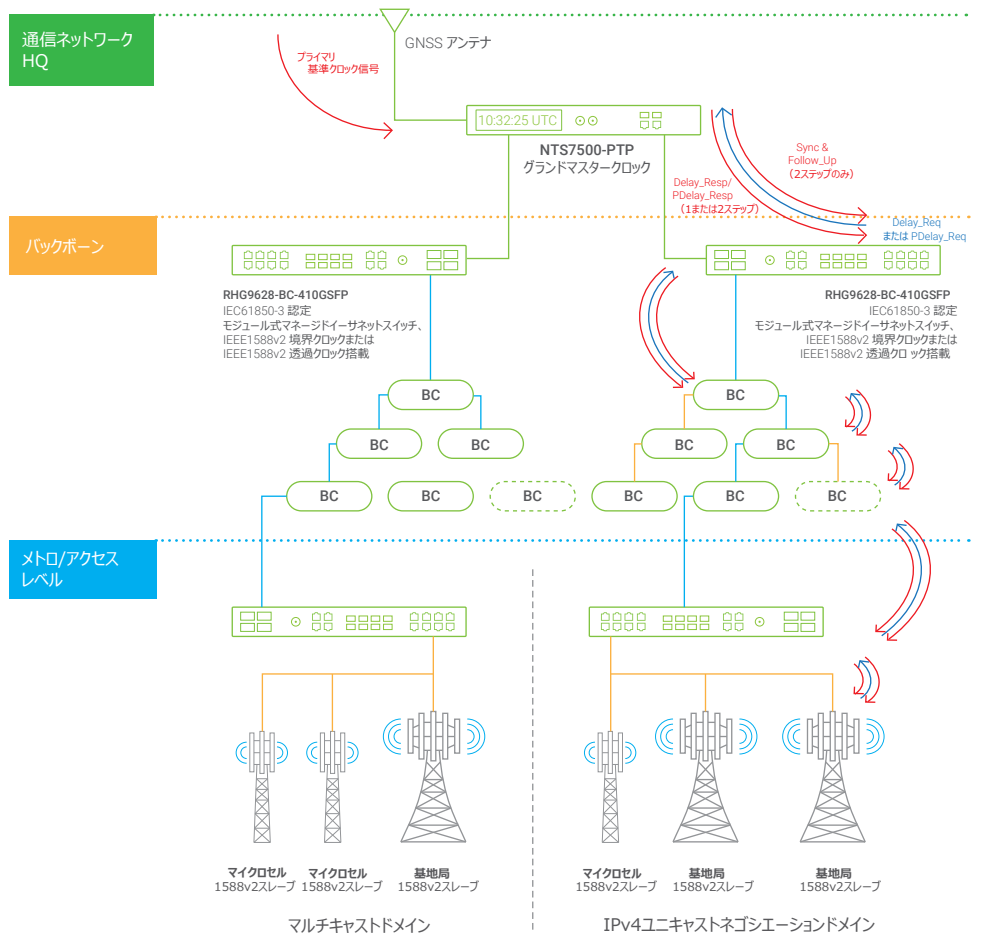 通信ネットワーク
HQ
GNSS アンテナ
プライマリ
基準クロック信号
10:32:25 UTC
NTS7500-PTP
グランドマスタークロック
Sync &
Follow_Up
（2ステップのみ）
Delay_Resp/
PDelay_Resp
（1または2ステップ）
Delay_Req
または PDelay_Req
バックボーン
RHG9628-BC-410GSFP
IEC61850-3 認定
モジュール式マネージドイーサネットスイッチ、
IEEE1588v2 境界クロックまたは
IEEE1588v2 透過クロック搭載
RHG9628-BC-410GSFP
IEC61850-3 認定
モジュール式マネージドイーサネットスイッチ、
IEEE1588v2 境界クロックまたは
IEEE1588v2 透過クロ ック搭載
BC
BC
BC BC
BC BC
BC BC BC
BC BC BC
メトロ/アクセス
レベル
マイクロセル
1588v2スレーブ
マイクロセル
1588v2スレーブ
基地局
1588v2スレーブ
マイクロセル
1588v2スレーブ
基地局
1588v2スレーブ
基地局
1588v2スレーブ
マルチキャストドメイン
IPv4ユニキャストネゴシエーションドメイン